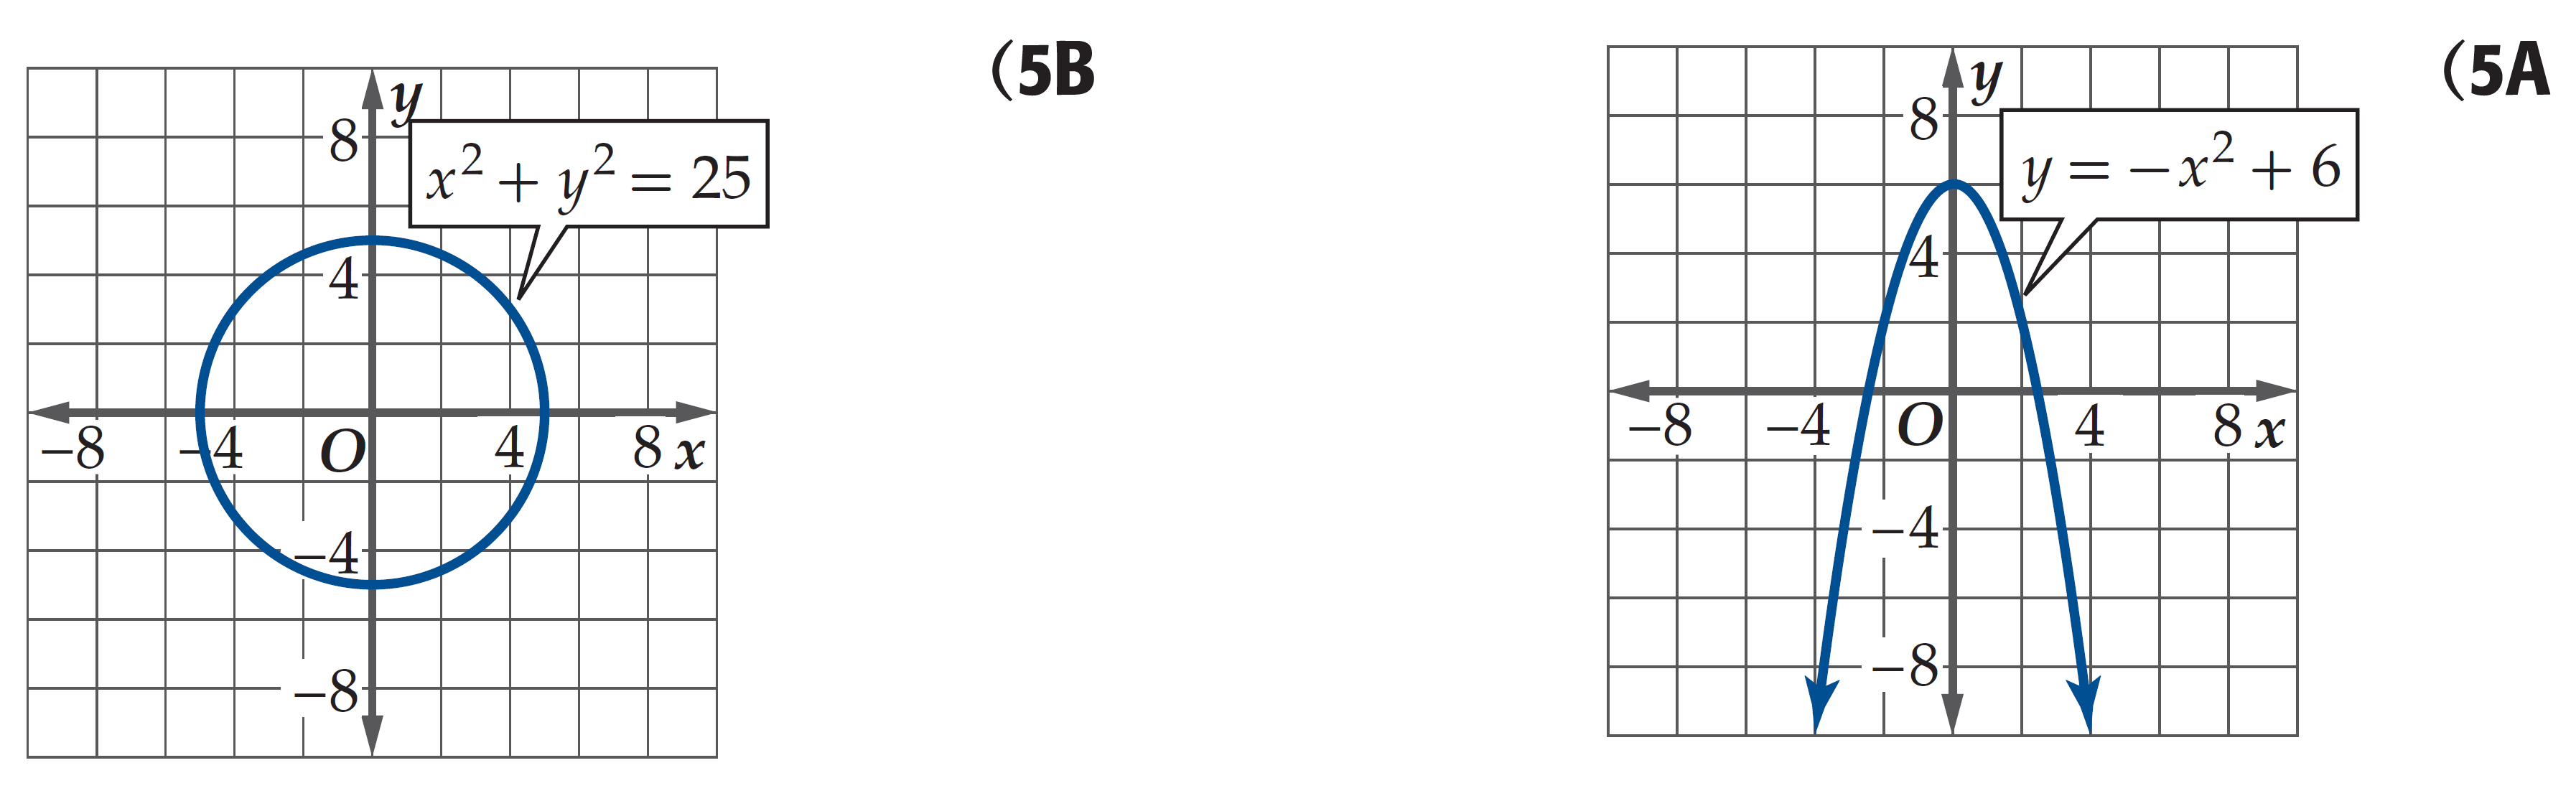 (5A
y
8
y = −x² + 6
4
−8 −4 O 4 8 x
−4
−8
(5B
y
8
x² + y² = 25
4
−8 −4 O 4 8 x
−4
−8